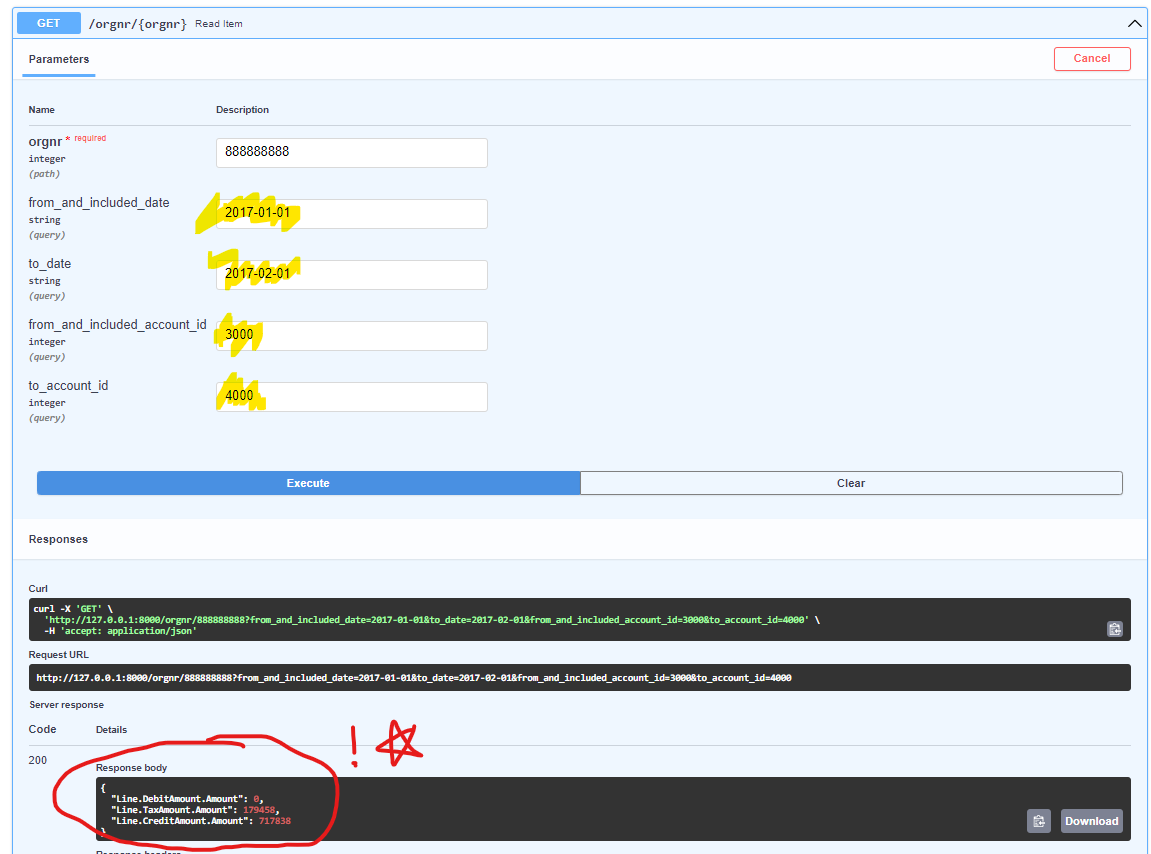 GET /orgnr/{orgnr} Read Item
Parameters
Cancel
Name Description
orgnr * required
integer
(path)
888888888
from_and_included_date
string
(query)
2017-01-01
to_date
string
(query)
2017-02-01
from_and_included_account_id
integer
(query)
3000
to_account_id
integer
(query)
4000
Execute Clear
Responses
Curl
curl -X 'GET' \
'http://127.0.0.1:8000/orgnr/888888888?from_and_included_date=2017-01-01&to_date=2017-02-01&from_and_included_account_id=3000&to_account_id=4000' \
-H 'accept: application/json'
Request URL
http://127.0.0.1:8000/orgnr/888888888?from_and_included_date=2017-01-01&to_date=2017-02-01&from_and_included_account_id=3000&to_account_id=4000
Server response
Code Details
!
200
Response body
{
"Line.DebitAmount.Amount": 0,
"Line.TaxAmount.Amount": 179458,
"Line.CreditAmount.Amount": 717838
}
Download
Response headers